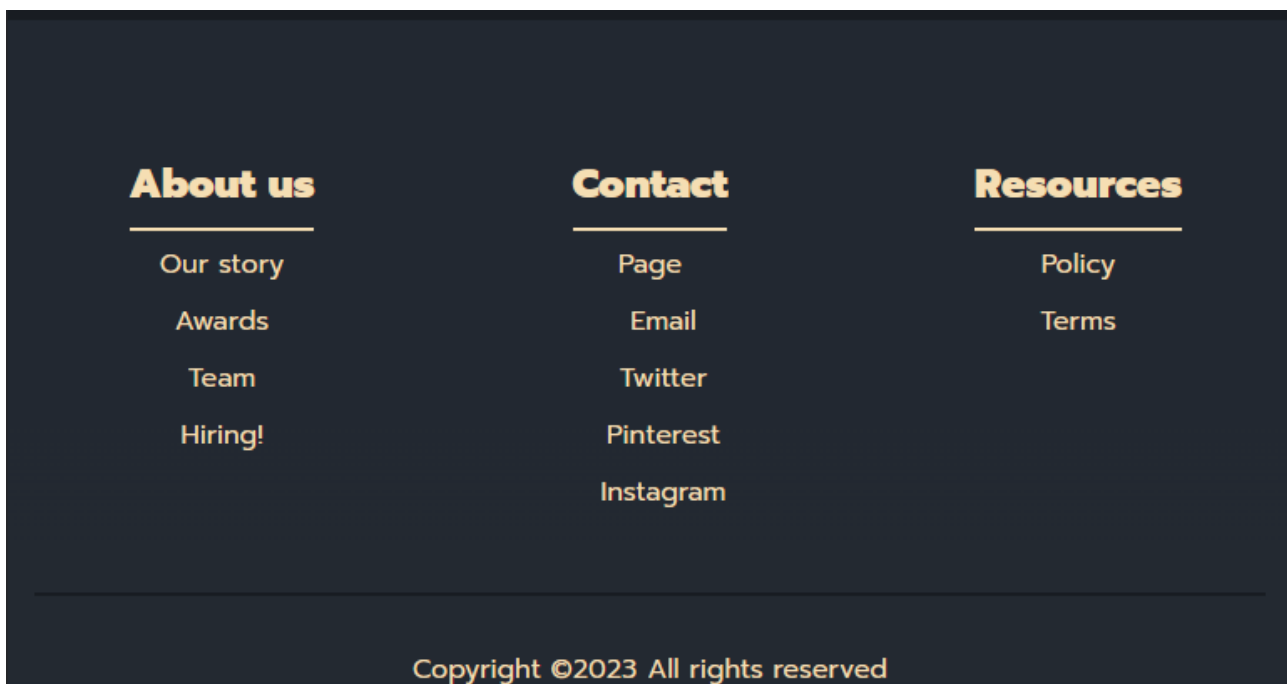 About us
Our story
Awards
Team
Hiring!
Contact
Page
Email
Twitter
Pinterest
Instagram
Resources
Policy
Terms
Copyright ©2023 All rights reserved